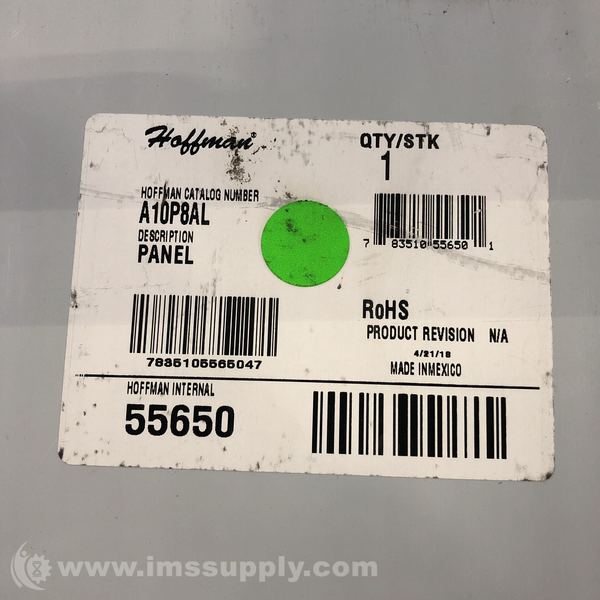 Hoffman®
QTY/STK
1
HOFFMAN CATALOG NUMBER
A10P8AL
DESCRIPTION
PANEL
7 83510 55650 1
7835105565047
RoHS
PRODUCT REVISION N/A
4/21/18
MADE INMEXICO
HOFFMAN INTERNAL
55650
www.imssupply.com